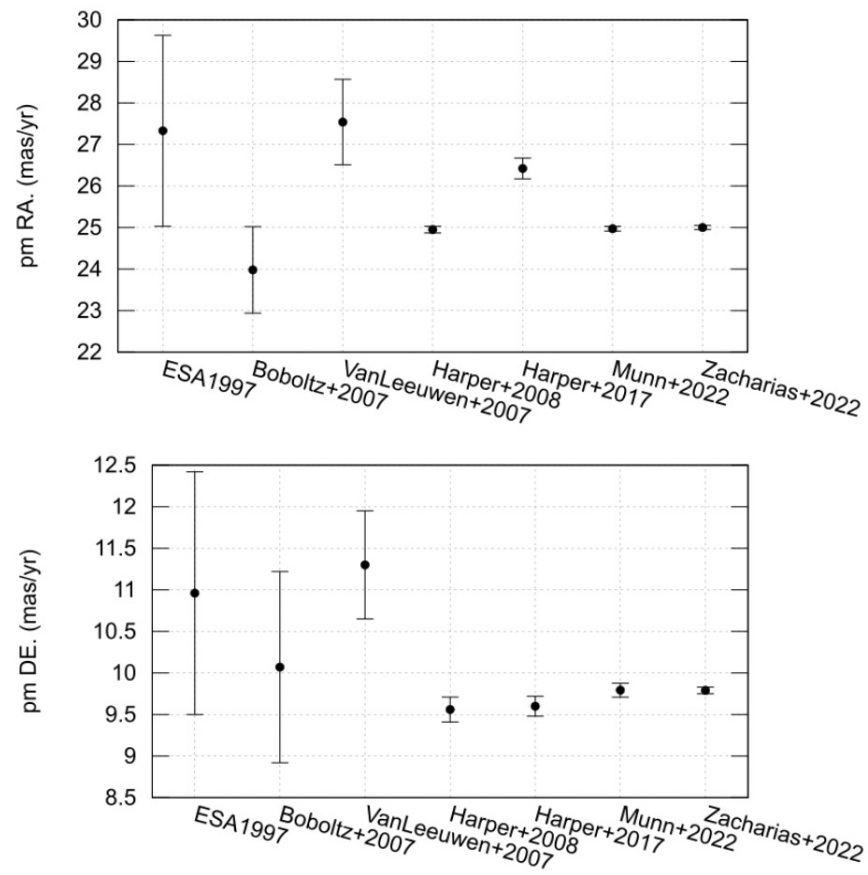 30
29
28
27
26
25
24
23
22
pm RA. (mas/yr)
ESA1997
Boboltz+2007
VanLeeuwen+2007
Harper+2008
Harper+2017
Munn+2022
Zacharias+2022
12.5
12
11.5
11
10.5
10
9.5
9
8.5
pm DE. (mas/yr)
ESA1997
Boboltz+2007
VanLeeuwen+2007
Harper+2008
Harper+2017
Munn+2022
Zacharias+2022